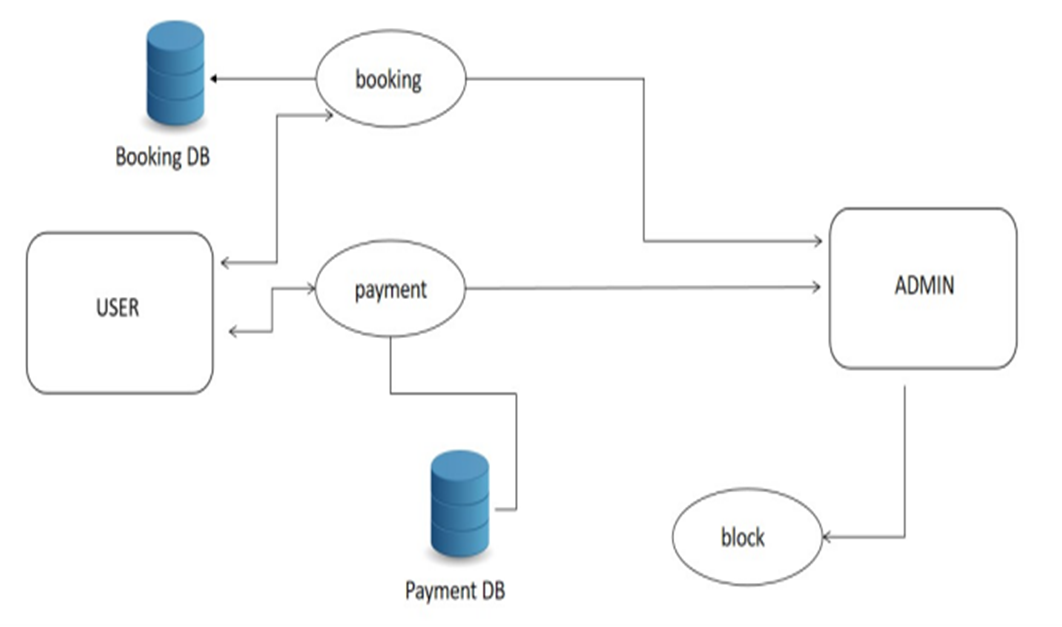 booking
Booking DB
USER
payment
ADMIN
block
Payment DB